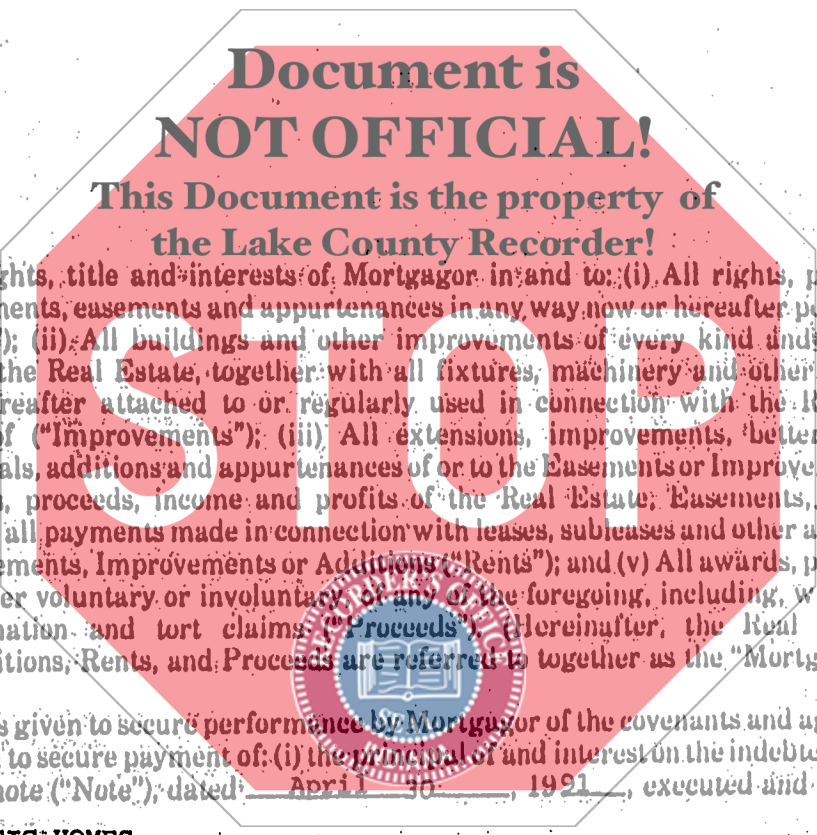 Document is
NOT OFFICIAL!
This Document is the property of
the Lake County Recorder!
STOP
ghts, title and interests of Mortgagor in and to: (i) All rights, p
ments, easements and appurtenances in any way now or hereafter pe
); (ii) All buildings and other improvements of every kind and
the Real Estate, together with all fixtures, machinery and other
reafter attached to or regularly used in connection with the R
of ("Improvements"); (iii) All extensions, improvements, better
als, additions and appurtenances of or to the Easements or Improve
, proceeds, income and profits of the Real Estate, Easements,
all payments made in connection with leases, subleases and other a
ements, Improvements or Additions ("Rents"); and (v) All awards, p
er voluntary or involuntary, of any of the foregoing, including, w
nation and tort claims Proceeds" Hereinafter, the Real
itions, Rents, and Proceeds are referred to together as the "Mortg
RECORDER'S OFFICE
SEAL
s given to secure performance by Mortgagor of the covenants and ag
to secure payment of: (i) the principal of and interest on the indebte
note ("Note"), dated April 30, 1991, executed and
HOMES